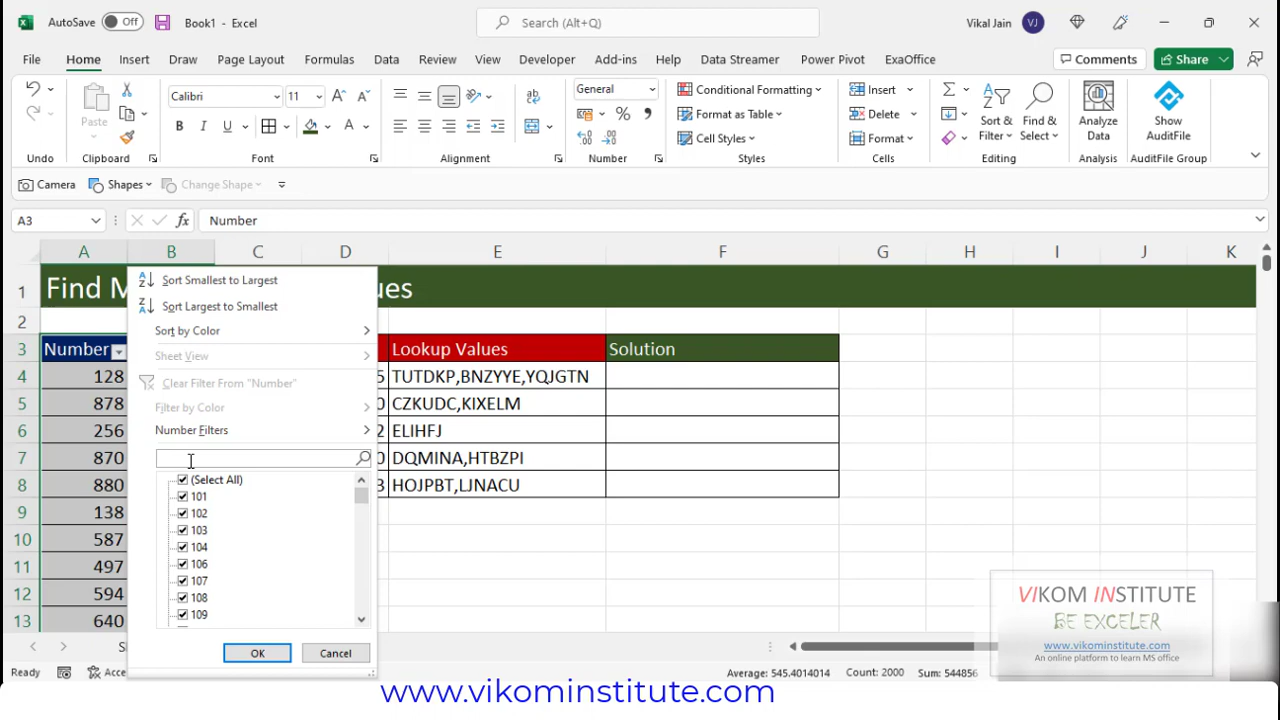 AutoSave Off Book1 - Excel Search (Alt+Q) Vikal Jain VJ
File Home Insert Draw Page Layout Formulas Data Review View Developer Help Add-ins Data Streamer Power Pivot ExaOffice Comments Share
Undo
Paste
Clipboard
Calibri 11
B I U A
Font
Alignment
General
Number
Conditional Formatting
Format as Table
Cell Styles
Styles
Insert
Delete
Format
Cells
Sort & Filter
Find & Select
Editing
Analyze Data
Analysis
Show AuditFile
AuditFile Group
Camera Shapes Change Shape
A3 fx Number
A B C D E F G H I J K
1 Find M ues
2
3 Number Lookup Values Solution
4 128 5 TUTDKP,BNZYYE,YQJGTN
5 878 0 CZKUDC,KIXELM
6 256 2 ELIHFJ
7 870 0 DQMINA,HTBZPI
8 880 3 HOJPBT,LJNACU
9 138
10 587
11 497
12 594
13 640
Sort Smallest to Largest
Sort Largest to Smallest
Sort by Color
Sheet View
Clear Filter From "Number"
Filter by Color
Number Filters
(Select All)
101
102
103
104
106
107
108
109
OK Cancel
VIKOM INSTITUTE
BE EXCELER
www.vikominstitute.com
An online platform to learn MS office
Ready Acce Average: 545.4014014 Count: 2000 Sum: 544856
www.vikominstitute.com